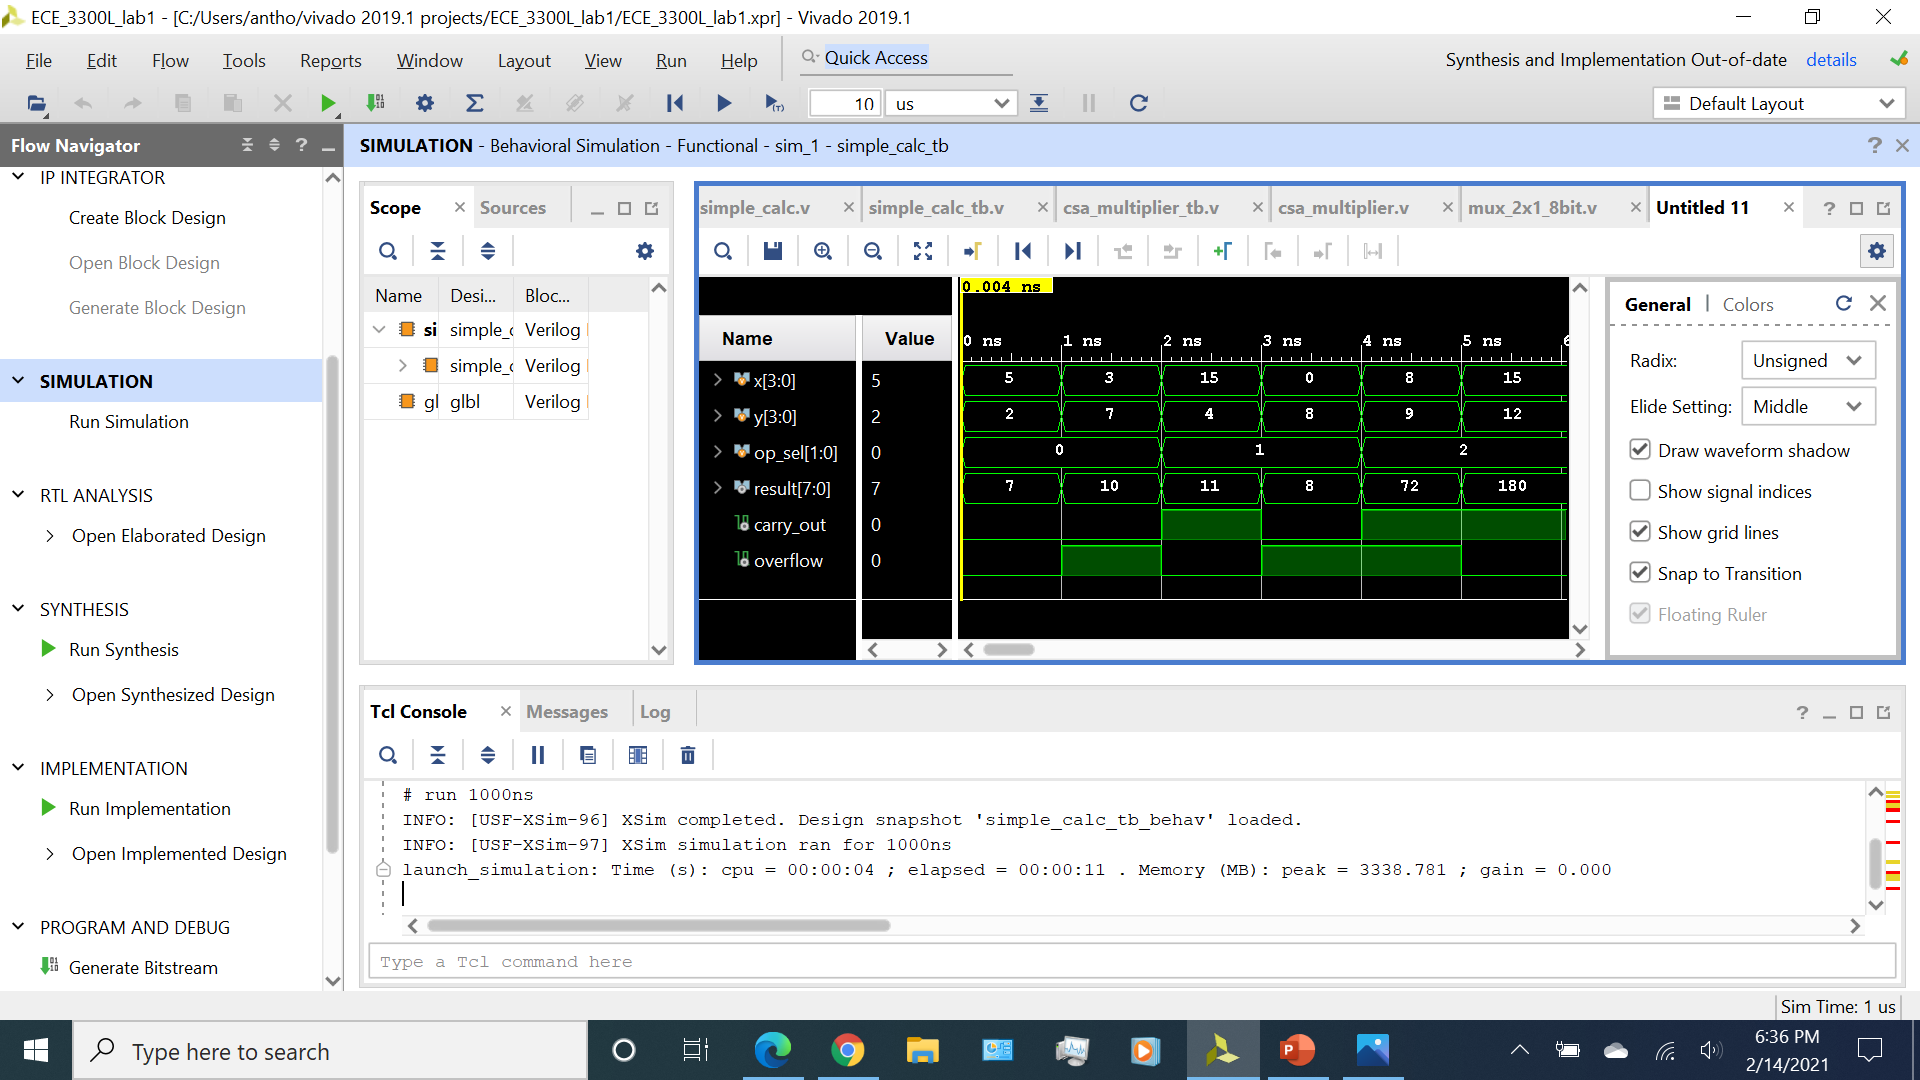 ECE_3300L_lab1 - [C:/Users/antho/vivado 2019.1 projects/ECE_3300L_lab1/ECE_3300L_lab1.xpr] - Vivado 2019.1
File Edit Flow Tools Reports Window Layout View Run Help Quick Access
Synthesis and Implementation Out-of-date details
10 us
Default Layout
Flow Navigator
IP INTEGRATOR
Create Block Design
Open Block Design
Generate Block Design
SIMULATION
Run Simulation
RTL ANALYSIS
Open Elaborated Design
SYNTHESIS
Run Synthesis
Open Synthesized Design
IMPLEMENTATION
Run Implementation
Open Implemented Design
PROGRAM AND DEBUG
Generate Bitstream
SIMULATION - Behavioral Simulation - Functional - sim_1 - simple_calc_tb
Scope Sources
Name Desi... Bloc...
si simple_c Verilog
simple_c Verilog
gl glbl Verilog
simple_calc.v simple_calc_tb.v csa_multiplier_tb.v csa_multiplier.v mux_2x1_8bit.v Untitled 11
0.004 ns
Name Value
0 ns 1 ns 2 ns 3 ns 4 ns 5 ns 6
x[3:0] 5 5 3 15 0 8 15
y[3:0] 2 2 7 4 8 9 12
op_sel[1:0] 0 0 1 2
result[7:0] 7 7 10 11 8 72 180
carry_out 0
overflow 0
General Colors
Radix: Unsigned
Elide Setting: Middle
Draw waveform shadow
Show signal indices
Show grid lines
Snap to Transition
Floating Ruler
Tcl Console Messages Log
# run 1000ns
INFO: [USF-XSim-96] XSim completed. Design snapshot 'simple_calc_tb_behav' loaded.
INFO: [USF-XSim-97] XSim simulation ran for 1000ns
launch_simulation: Time (s): cpu = 00:00:04 ; elapsed = 00:00:11 . Memory (MB): peak = 3338.781 ; gain = 0.000
Type a Tcl command here
Sim Time: 1 us
Type here to search
6:36 PM
2/14/2021